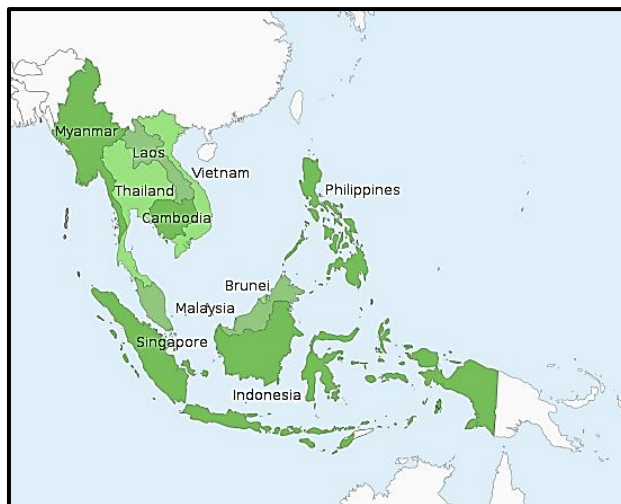 Myanmar
Laos
Vietnam
Thailand
Philippines
Cambodia
Brunei
Malaysia
Singapore
Indonesia